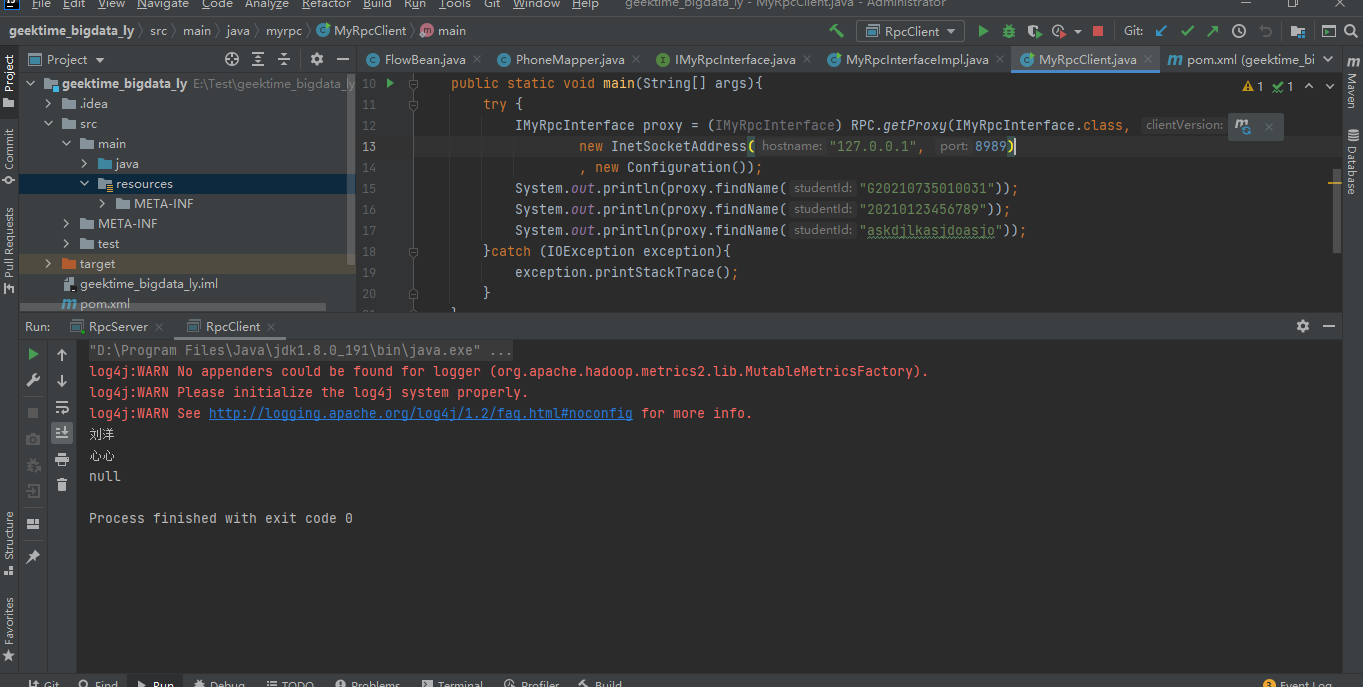 File Edit View Navigate Code Analyze Refactor Build Run Tools Git Window Help geektime_bigdata_ly - MyRpcClient.java - Administrator
geektime_bigdata_ly src main java myrpc MyRpcClient main RpcClient Git:
Project FlowBean.java PhoneMapper.java IMyRpcInterface.java MyRpcInterfaceImpl.java MyRpcClient.java pom.xml (geektime_bi
Project
Commit
Pull Requests
Structure
Favorites
Maven
Database
geektime_bigdata_ly E:\Test\geektime_bigdata_ly
.idea
src
main
java
resources
META-INF
META-INF
test
target
geektime_bigdata_ly.iml
pom.xml
1 1
10 public static void main(String[] args){
11 try {
12 IMyRpcInterface proxy = (IMyRpcInterface) RPC.getProxy(IMyRpcInterface.class, clientVersion:
13 new InetSocketAddress( hostname: "127.0.0.1", port: 8989)
14 , new Configuration());
15 System.out.println(proxy.findName( studentId: "G20210735010031"));
16 System.out.println(proxy.findName( studentId: "20210123456789"));
17 System.out.println(proxy.findName( studentId: "askdjlkasjdoasjo"));
18 }catch (IOException exception){
19 exception.printStackTrace();
20 }
Run: RpcServer RpcClient
"D:\Program Files\Java\jdk1.8.0_191\bin\java.exe" ...
log4j:WARN No appenders could be found for logger (org.apache.hadoop.metrics2.lib.MutableMetricsFactory).
log4j:WARN Please initialize the log4j system properly.
log4j:WARN See http://logging.apache.org/log4j/1.2/faq.html#noconfig for more info.
刘洋
心心
null
Process finished with exit code 0
Git Find Run Debug TODO Problems Terminal Profiler Build 3 Event Log